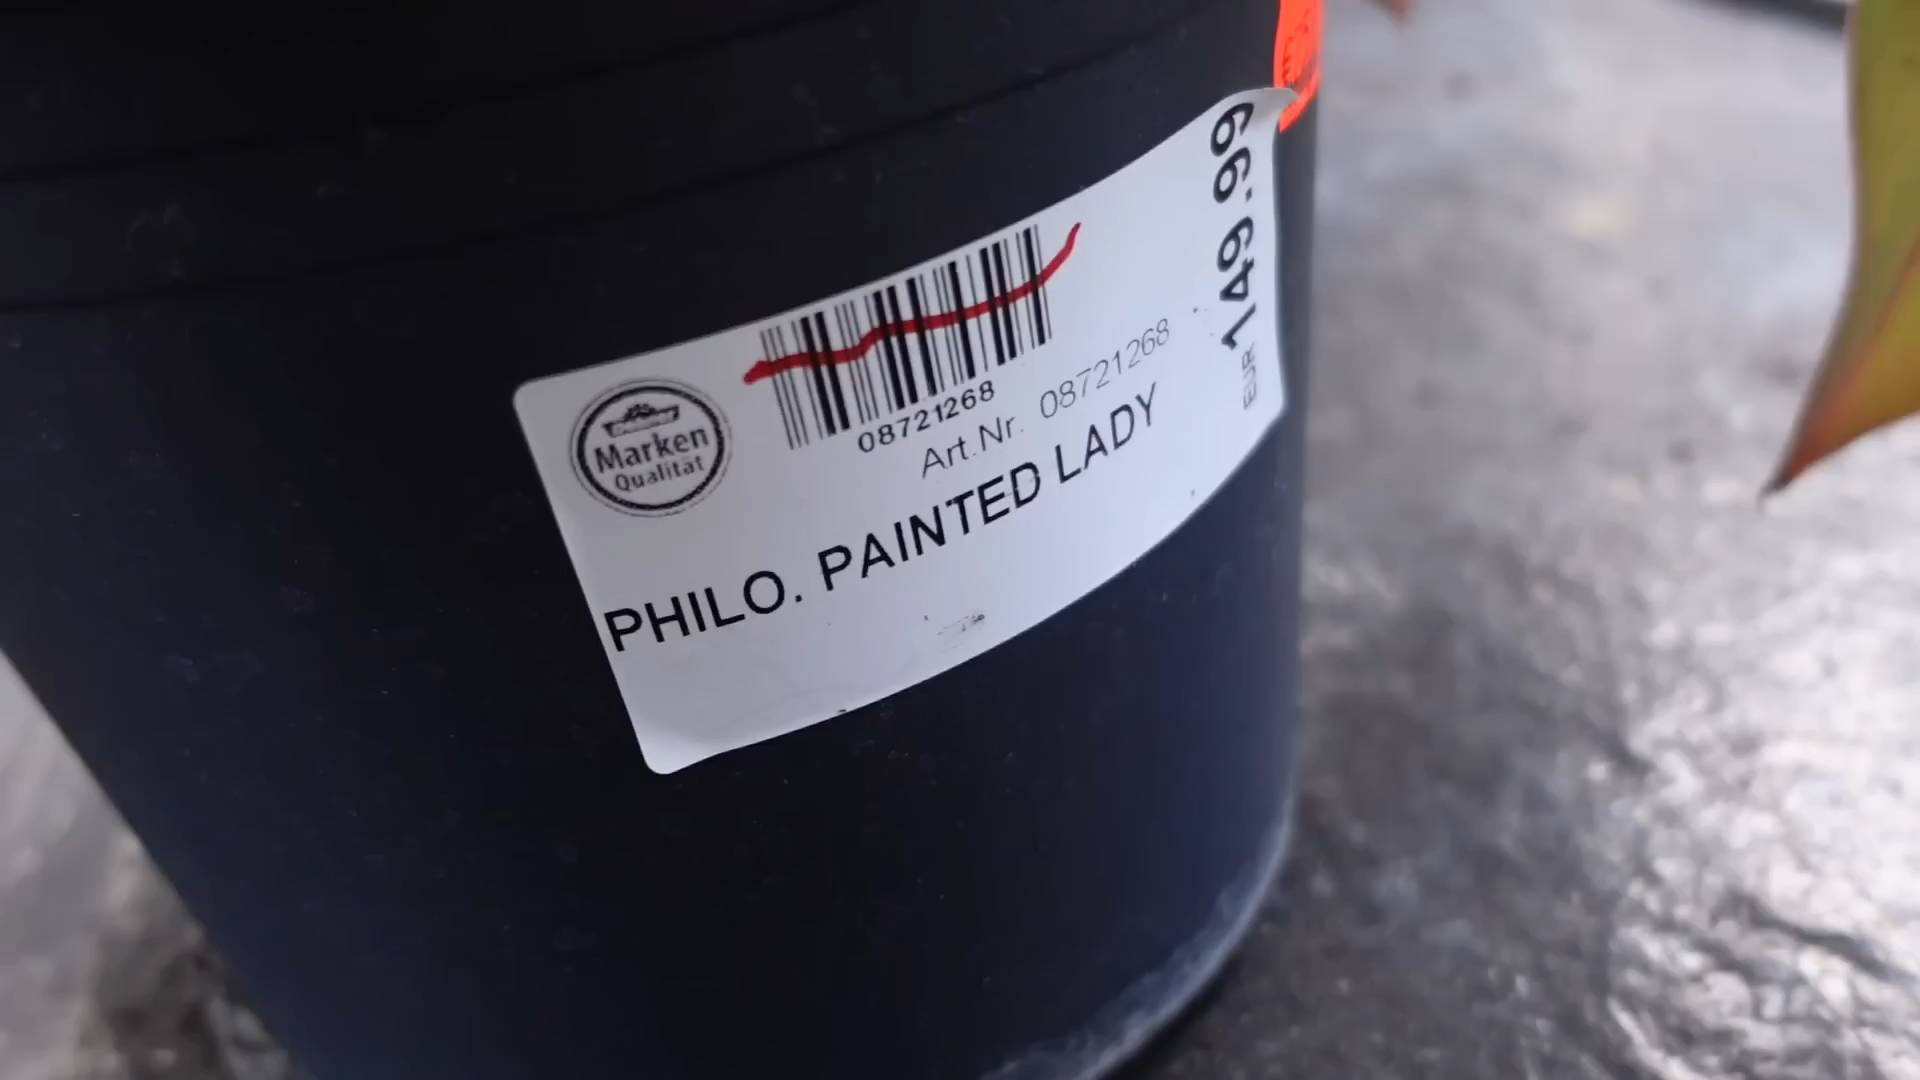 Marken
Qualität
08721268
Art.Nr. 08721268
PHILO. PAINTED LADY
EUR 149.99